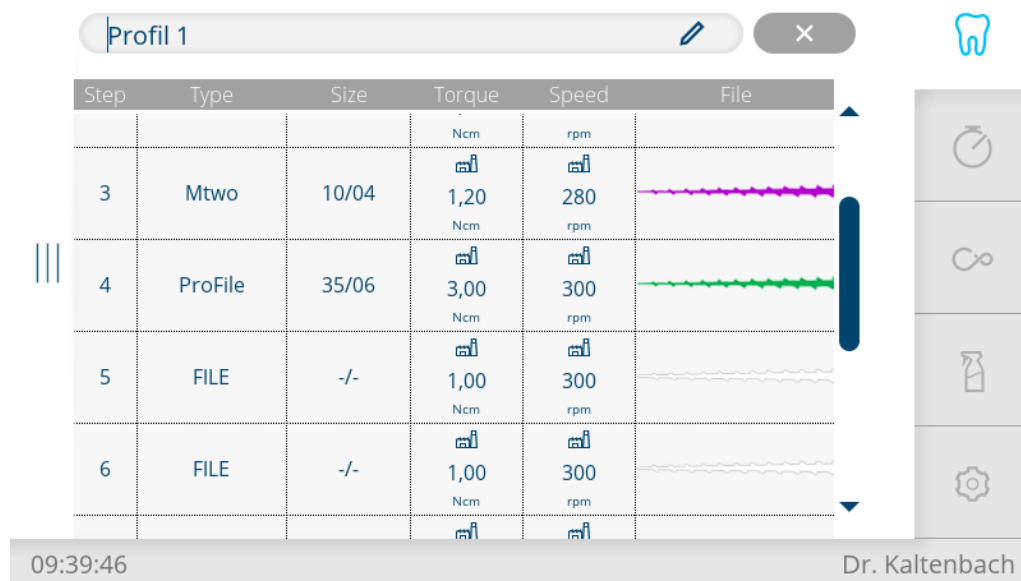 Profil 1
Step Type Size Torque Speed File
Ncm rpm
3 Mtwo 10/04 1,20 280
Ncm rpm
4 ProFile 35/06 3,00 300
Ncm rpm
5 FILE -/- 1,00 300
Ncm rpm
6 FILE -/- 1,00 300
Ncm rpm
09:39:46 Dr. Kaltenbach